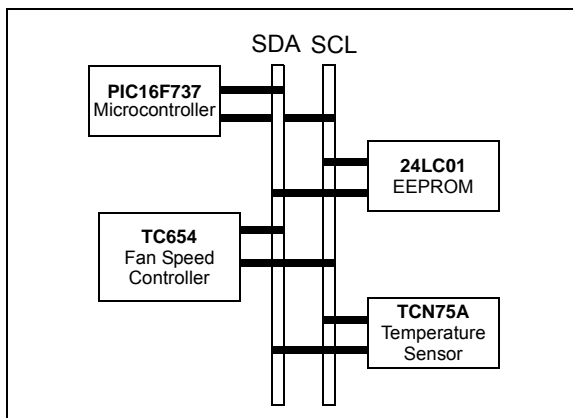 SDA SCL
PIC16F737
Microcontroller
24LC01
EEPROM
TC654
Fan Speed
Controller
TCN75A
Temperature
Sensor